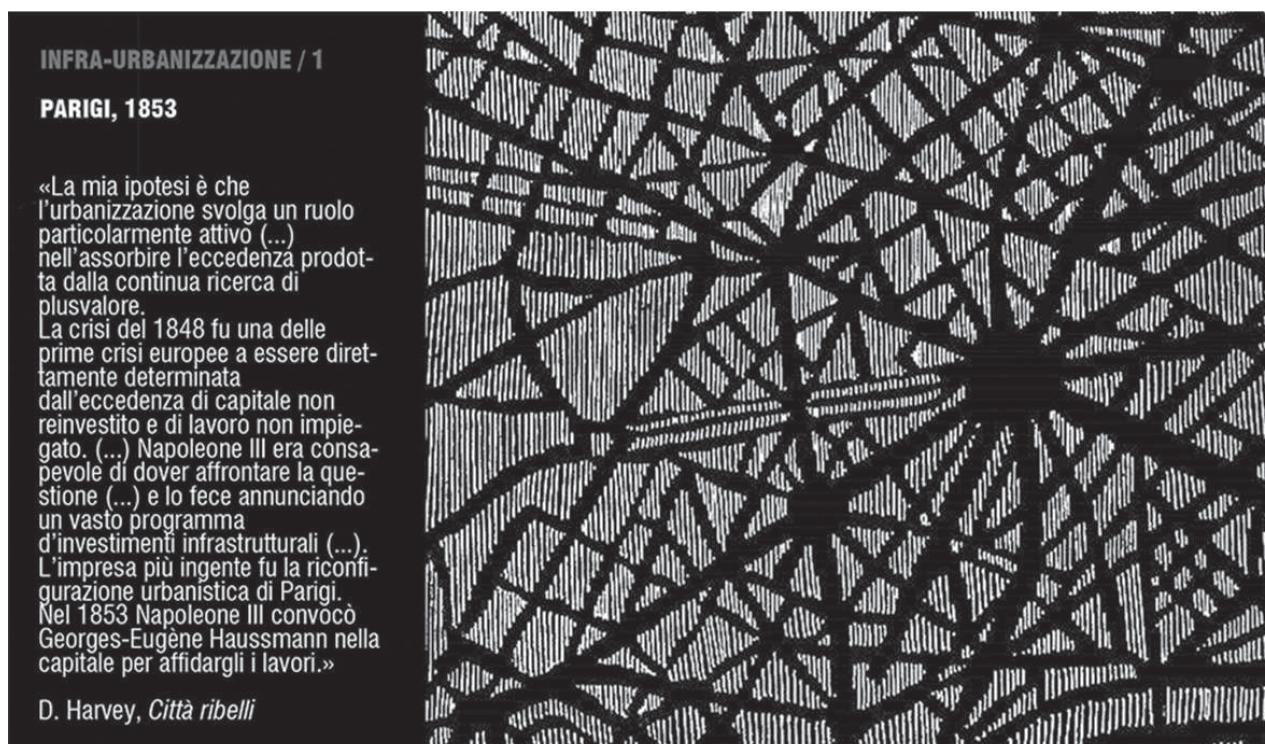 INFRA-URBANIZZAZIONE / 1
PARIGI, 1853
«La mia ipotesi è che
l’urbanizzazione svolga un ruolo
particolarmente attivo (...)
nell’assorbire l’eccedenza prodot-
ta dalla continua ricerca di
plusvalore.
La crisi del 1848 fu una delle
prime crisi europee a essere diret-
tamente determinata
dall’eccedenza di capitale non
reinvestito e di lavoro non impie-
gato. (...) Napoleone III era consa-
pevole di dover affrontare la que-
stione (...) e lo fece annunciando
un vasto programma
d’investimenti infrastrutturali (...).
L’impresa più ingente fu la riconfi-
gurazione urbanistica di Parigi.
Nel 1853 Napoleone III convocò
Georges-Eugène Haussmann nella
capitale per affidargli i lavori.»
D. Harvey, Città ribelli